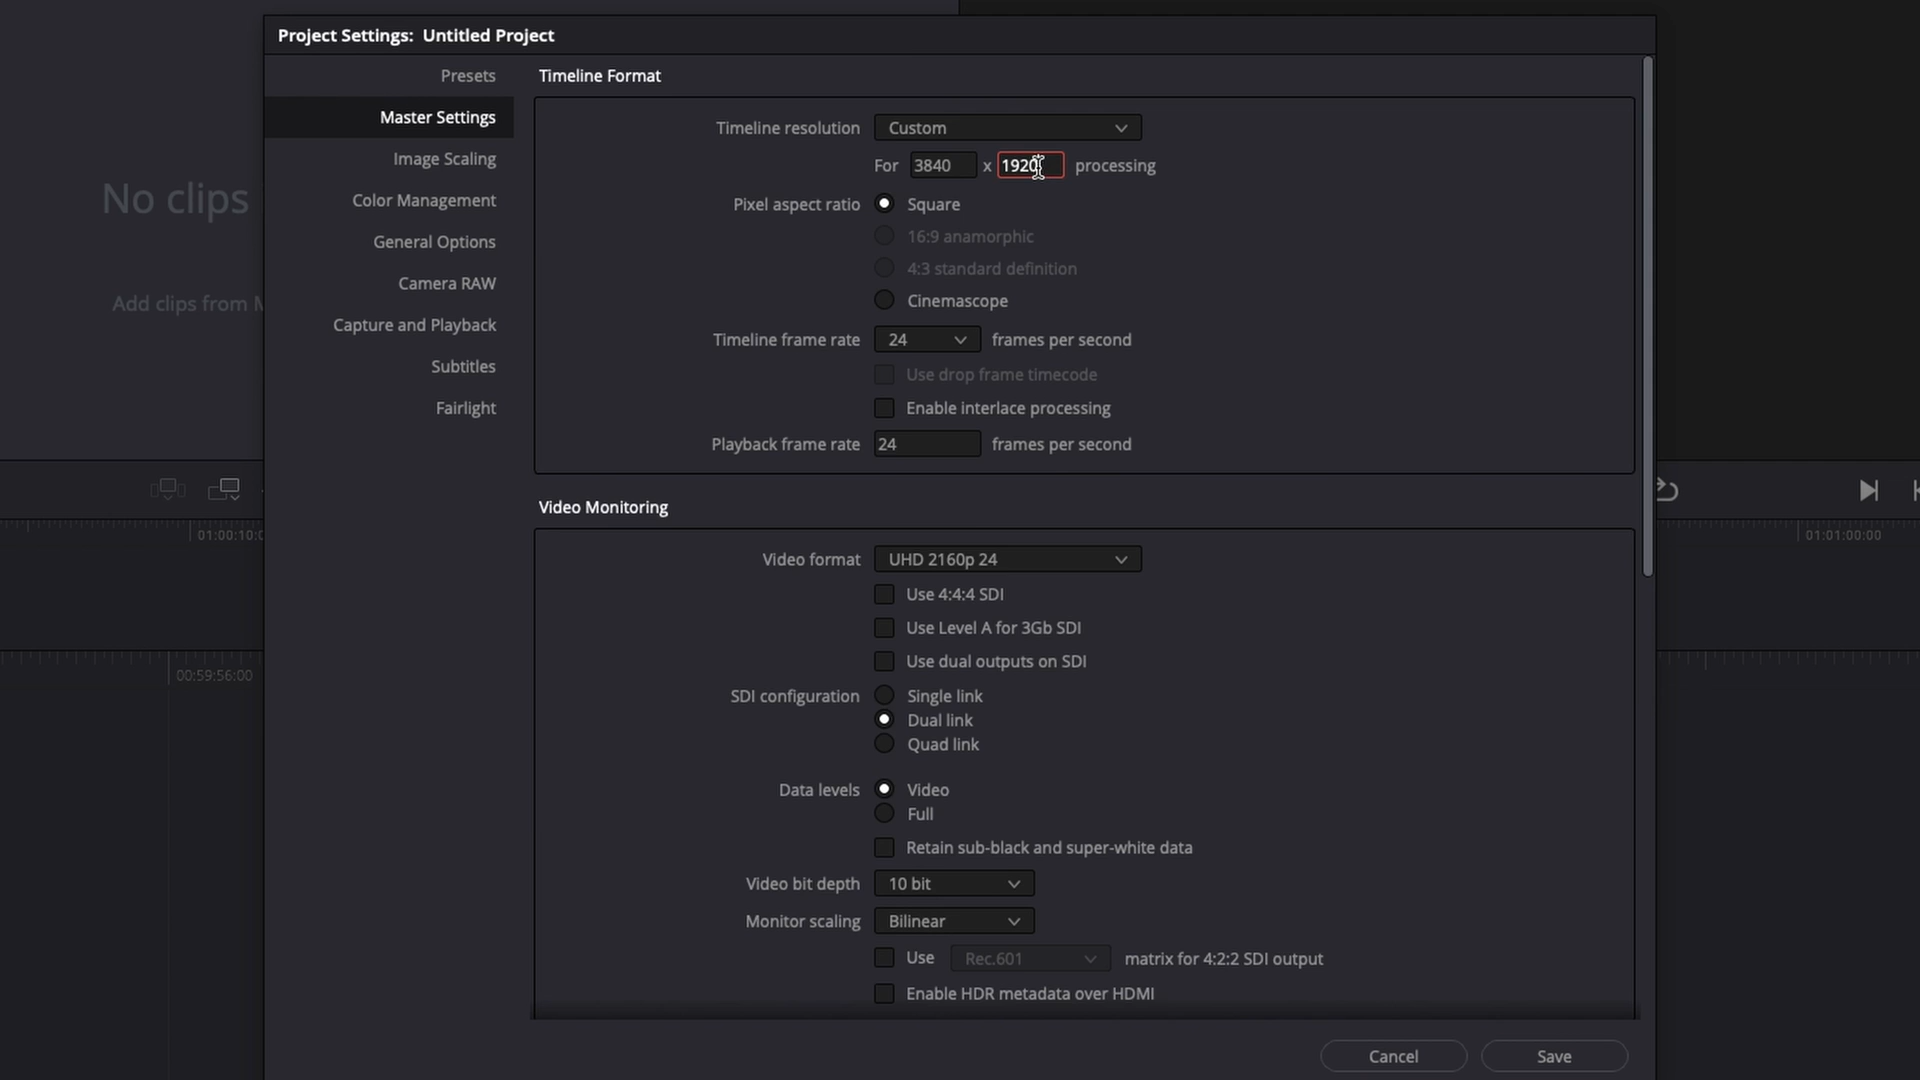 Project Settings: Untitled Project
Presets
Master Settings
Image Scaling
Color Management
General Options
Camera RAW
Capture and Playback
Subtitles
Fairlight
Timeline Format
Timeline resolution Custom
For 3840 x 1920 processing
Pixel aspect ratio Square
16:9 anamorphic
4:3 standard definition
Cinemascope
Timeline frame rate 24 frames per second
Use drop frame timecode
Enable interlace processing
Playback frame rate 24 frames per second
Video Monitoring
Video format UHD 2160p 24
Use 4:4:4 SDI
Use Level A for 3Gb SDI
Use dual outputs on SDI
SDI configuration Single link
Dual link
Quad link
Data levels Video
Full
Retain sub-black and super-white data
Video bit depth 10 bit
Monitor scaling Bilinear
Use Rec.601 matrix for 4:2:2 SDI output
Enable HDR metadata over HDMI
Cancel Save
No clips
Add clips from
01:00:10:
01:01:00:00
00:59:56:00